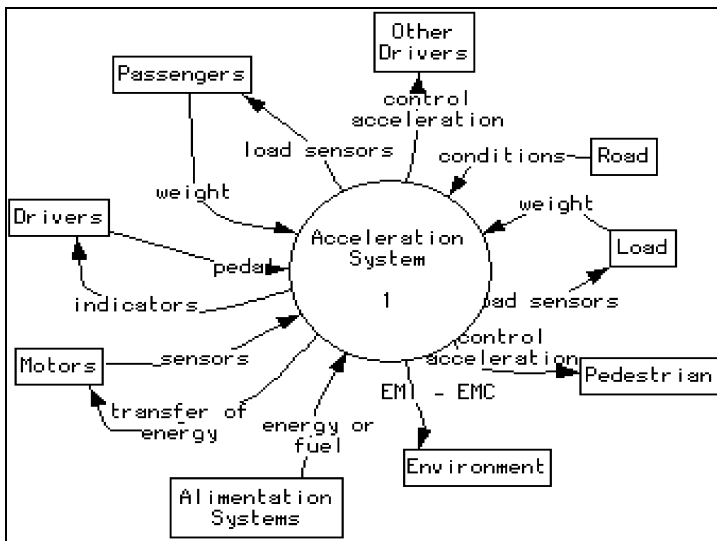 Other
Drivers
Passengers
control
acceleration
load sensors
conditions
Road
weight
weight
Drivers
Acceleration
System
Load
pedal
indicators
1
oad sensors
control
acceleration
Motors
sensors
Pedestrian
EMI - EMC
transfer of
energy
energy or
fuel
Environment
Alimentation
Systems